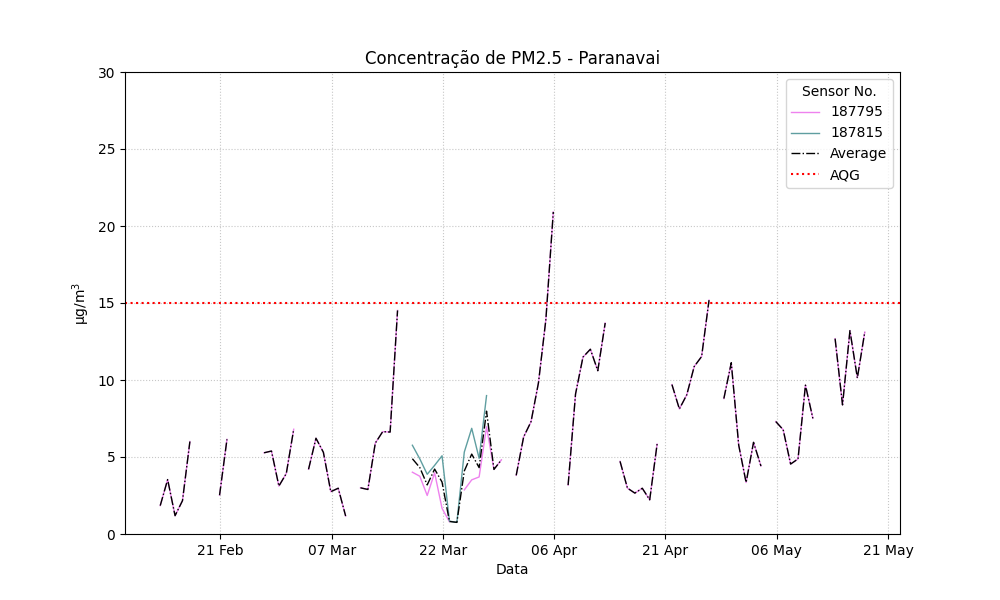 Concentração de PM2.5 - Paranavai
Sensor No.
187795
187815
Average
AQG
30
25
20
15
10
5
0
µg/m³
21 Feb
07 Mar
22 Mar
06 Apr
21 Apr
06 May
21 May
Data